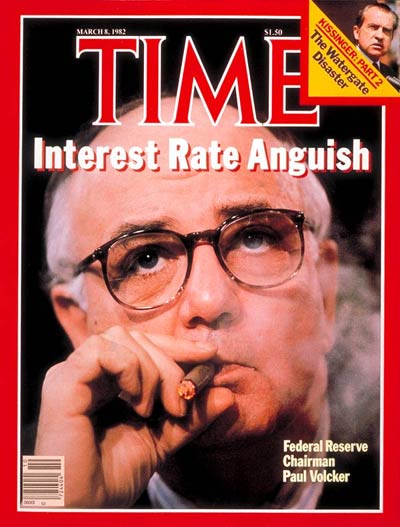 MARCH 8, 1982
$1.50
KISSINGER: PART 2
The Watergate
Disaster
TIME
Interest Rate Anguish
Federal Reserve
Chairman
Paul Volcker